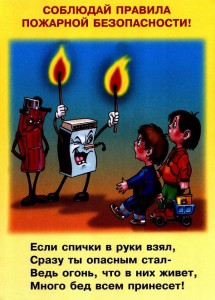 СОБЛЮДАЙ ПРАВИЛА
ПОЖАРНОЙ БЕЗОПАСНОСТИ!
Если спички в руки взял,
Сразу ты опасным стал-
Ведь огонь, что в них живет,
Много бед всем принесет!